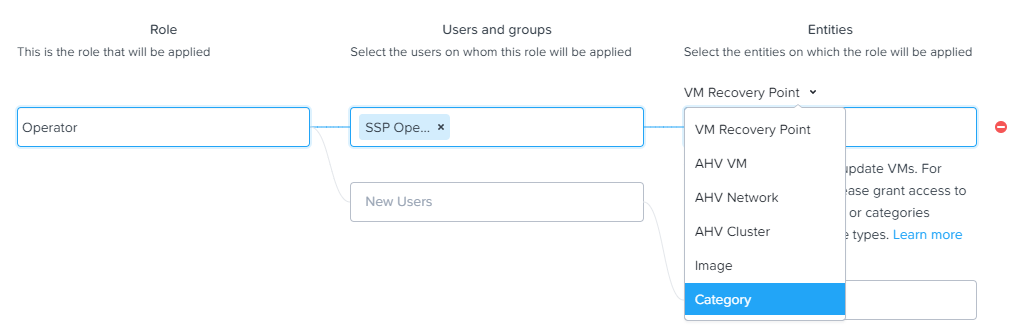 Role
This is the role that will be applied
Operator
Users and groups
Select the users on whom this role will be applied
SSP Ope... ×
New Users
Entities
Select the entities on which the role will be applied
VM Recovery Point
VM Recovery Point
AHV VM
AHV Network
AHV Cluster
Image
Category
update VMs. For
ease grant access to
or categories
types. Learn more